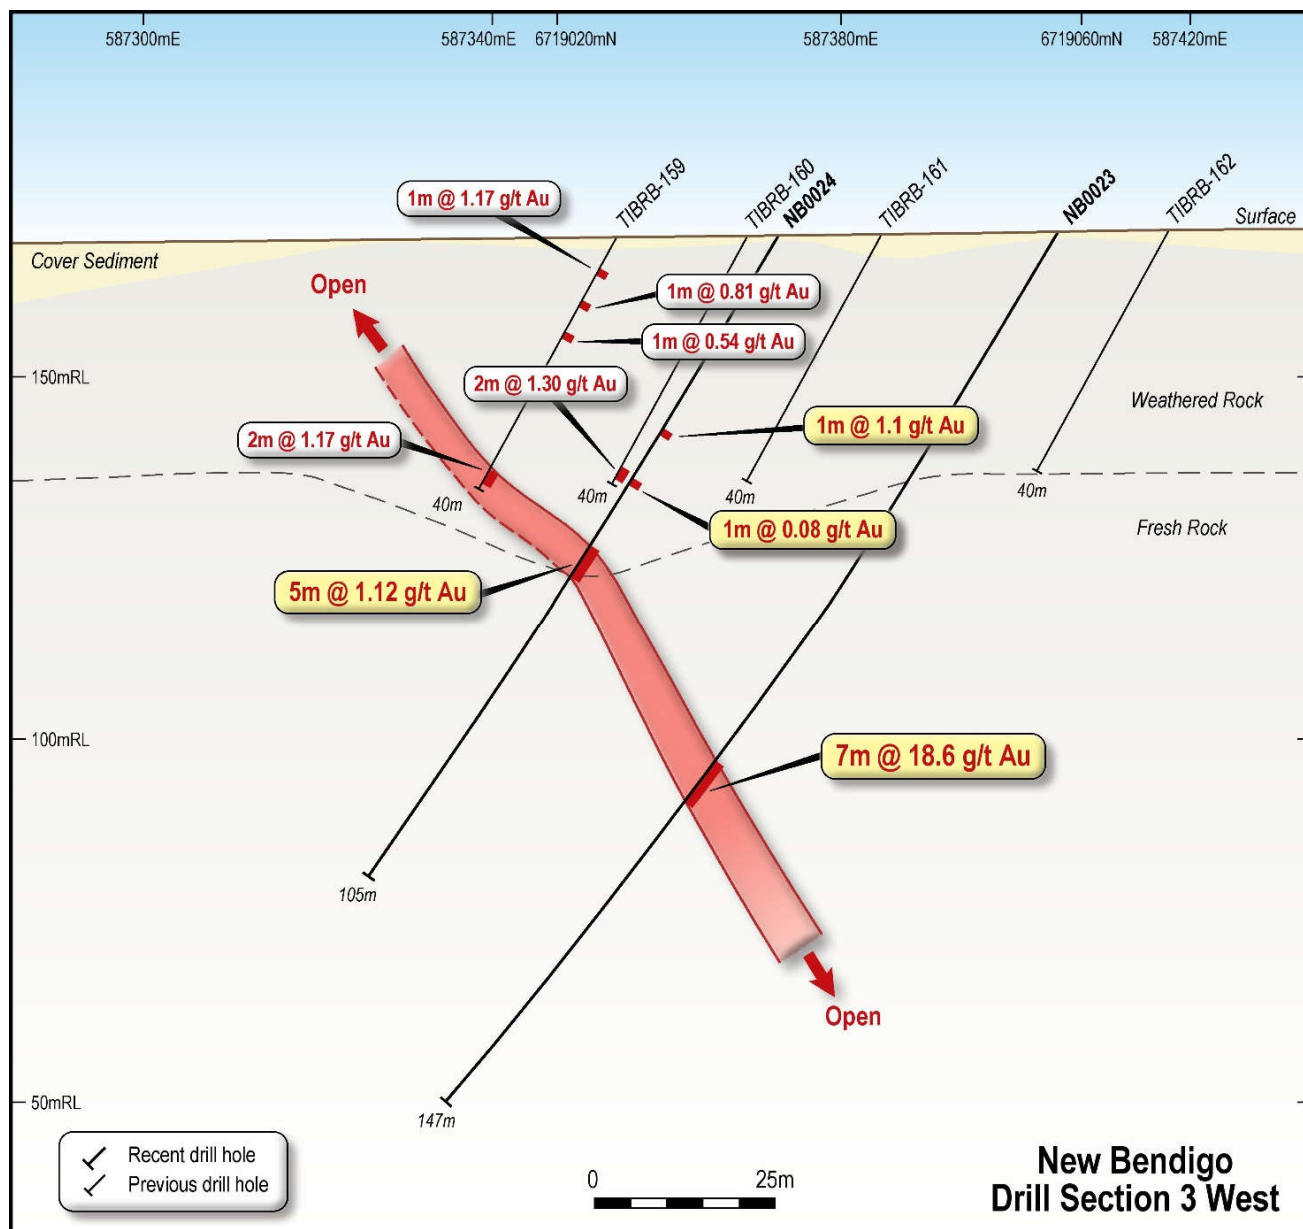 587300mE
587340mE
6719020mN
587380mE
6719060mN
587420mE
TIBRB-159
TIBRB-160
NB0024
TIBRB-161
NB0023
TIBRB-162
Surface
Cover Sediment
1m @ 1.17 g/t Au
Open
1m @ 0.81 g/t Au
1m @ 0.54 g/t Au
150mRL
2m @ 1.30 g/t Au
Weathered Rock
1m @ 1.1 g/t Au
2m @ 1.17 g/t Au
40m
40m
40m
40m
1m @ 0.08 g/t Au
Fresh Rock
5m @ 1.12 g/t Au
100mRL
7m @ 18.6 g/t Au
105m
Open
50mRL
147m
Recent drill hole
Previous drill hole
0 25m
New Bendigo
Drill Section 3 West